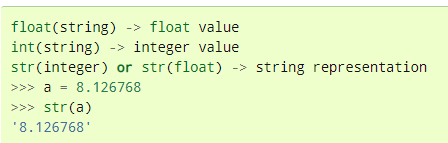 float(string) -> float value
int(string) -> integer value
str(integer) or str(float) -> string representation
>>> a = 8.126768
>>> str(a)
'8.126768'